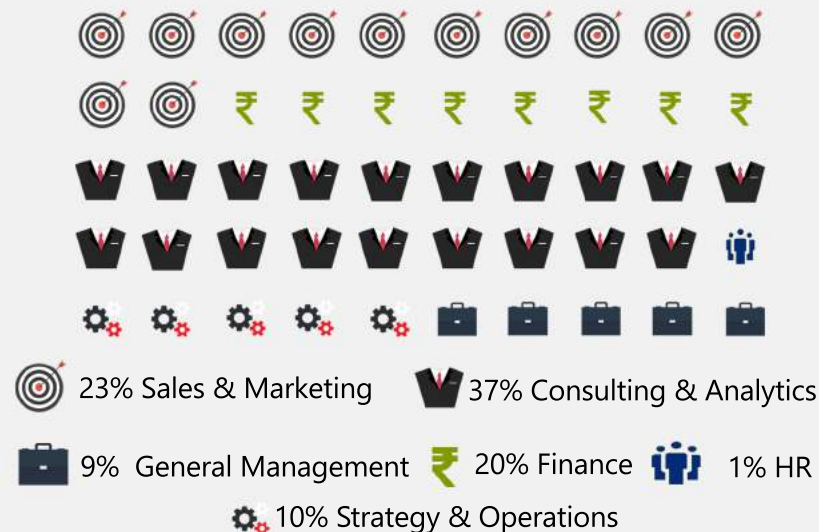 23% Sales & Marketing
37% Consulting & Analytics
9% General Management
20% Finance
1% HR
10% Strategy & Operations